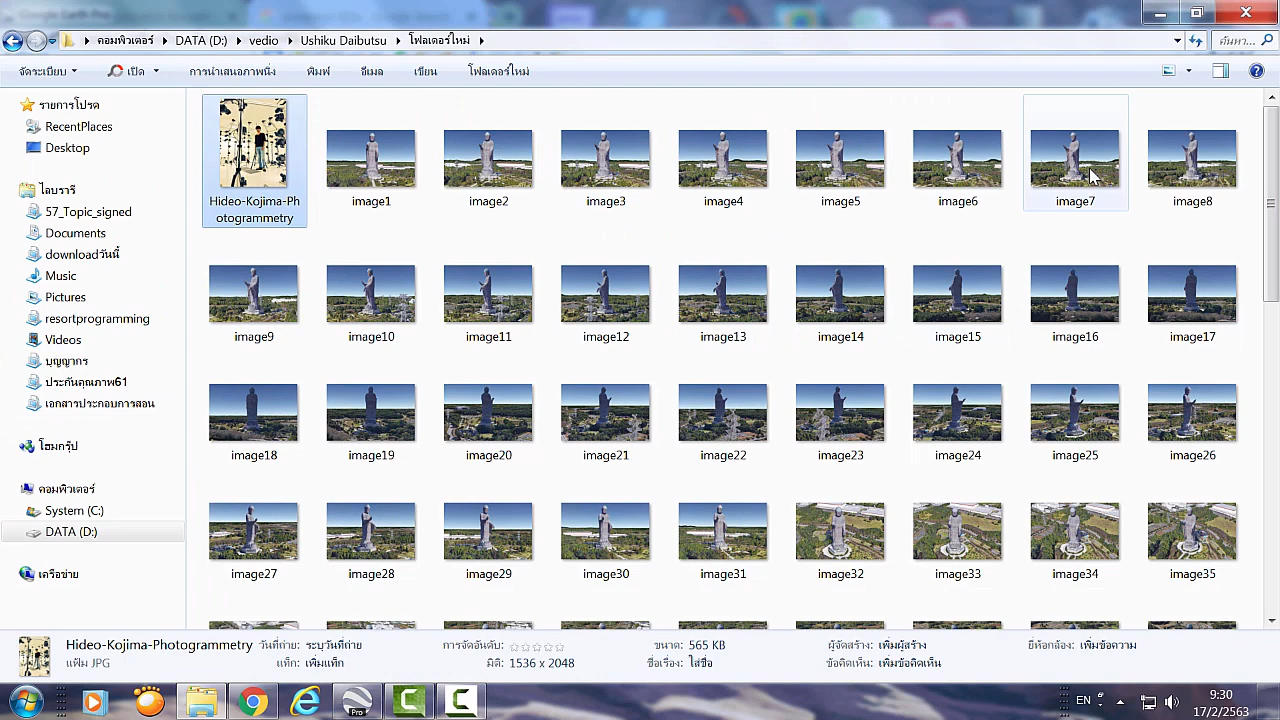 คอมพิวเตอร์ DATA (D:) vedio Ushiku Daibutsu โฟลเดอร์ใหม่ ค้นหา...
จัดระเบียบ เปิด การนำเสนอภาพนิ่ง พิมพ์ อีเมล เขียน โฟลเดอร์ใหม่
รายการโปรด
RecentPlaces
Desktop
ไลบรารี
57_Topic_signed
Documents
downloadวันนี้
Music
Pictures
resortprogramming
Videos
บุญญากร
ประกันคุณภาพ61
เอกสารประกอบการสอน
โฮมกรุ๊ป
คอมพิวเตอร์
System (C:)
DATA (D:)
เครือข่าย
Hideo-Kojima-Ph
otogrammetry
image1 image2 image3 image4 image5 image6 image7 image8
image9 image10 image11 image12 image13 image14 image15 image16 image17
image18 image19 image20 image21 image22 image23 image24 image25 image26
image27 image28 image29 image30 image31 image32 image33 image34 image35
Hideo-Kojima-Photogrammetry วันที่ถ่าย: ระบุวันที่ถ่าย การจัดอันดับ: ขนาด: 565 KB ผู้จัดสร้าง: เพิ่มผู้สร้าง ยี่ห้อกล้อง: เพิ่มข้อความ
แฟ้ม JPG แท็ก: เพิ่มแท็ก มิติ: 1536 x 2048 ชื่อเรื่อง: ใส่ชื่อ ข้อคิดเห็น: เพิ่มข้อคิดเห็น
Pro
EN
9:30
17/2/2563